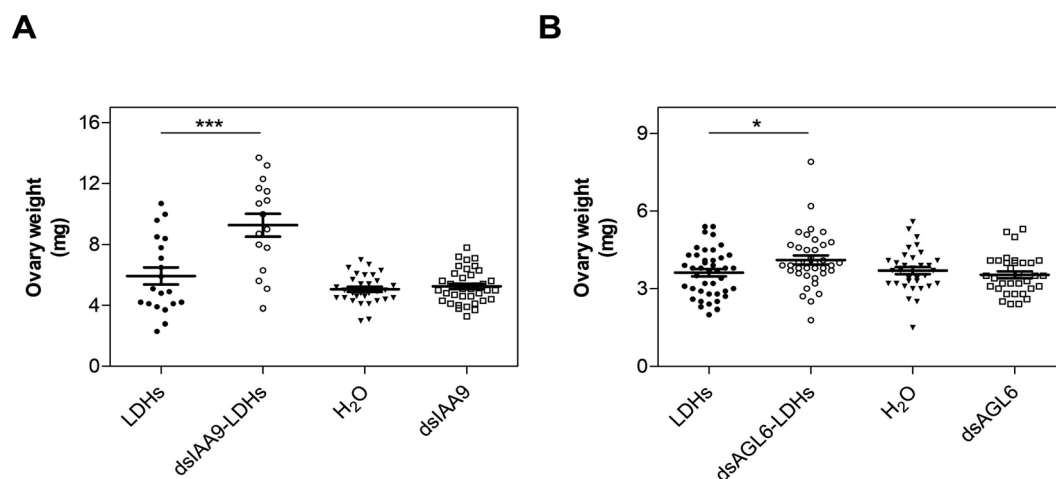 A
Ovary weight
(mg)
16
12
8
4
0
***
LDHs
dsIAA9-LDHs
H₂O
dsIAA9
B
Ovary weight
(mg)
9
6
3
0
*
LDHs
dsAGL6-LDHs
H₂O
dsAGL6